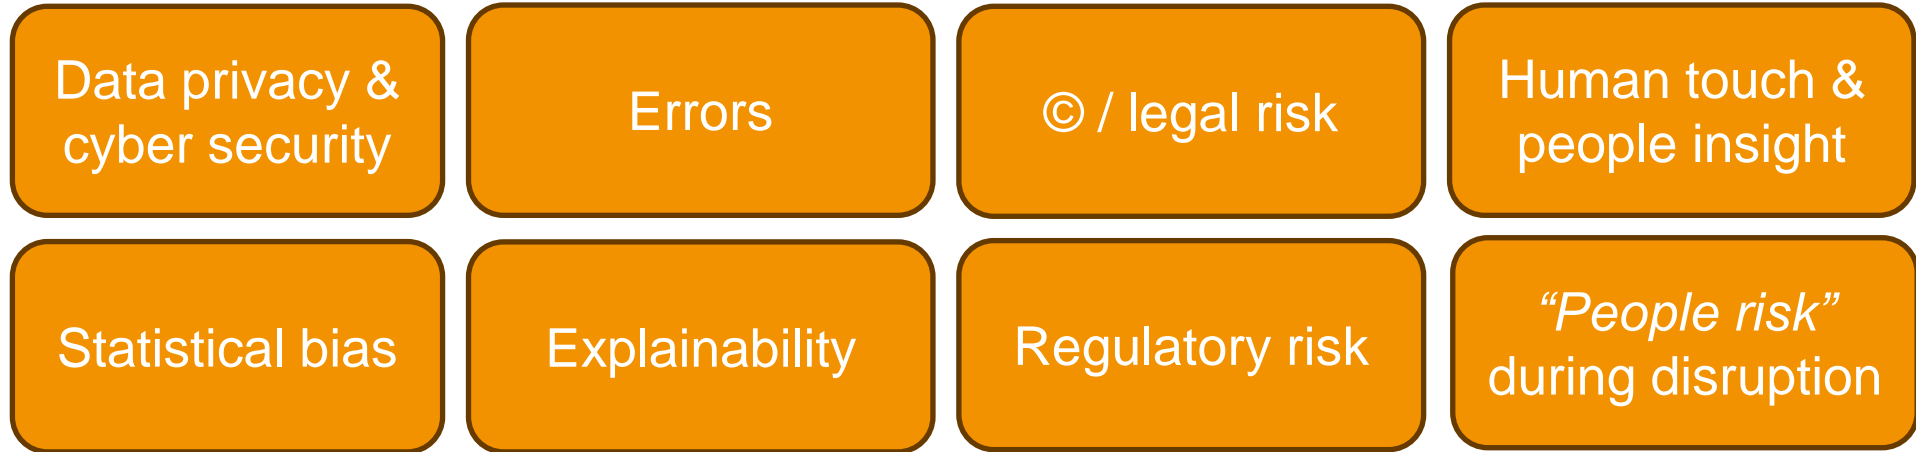 Data privacy &
cyber security
Errors
© / legal risk
Human touch &
people insight
Statistical bias
Explainability
Regulatory risk
“People risk”
during disruption